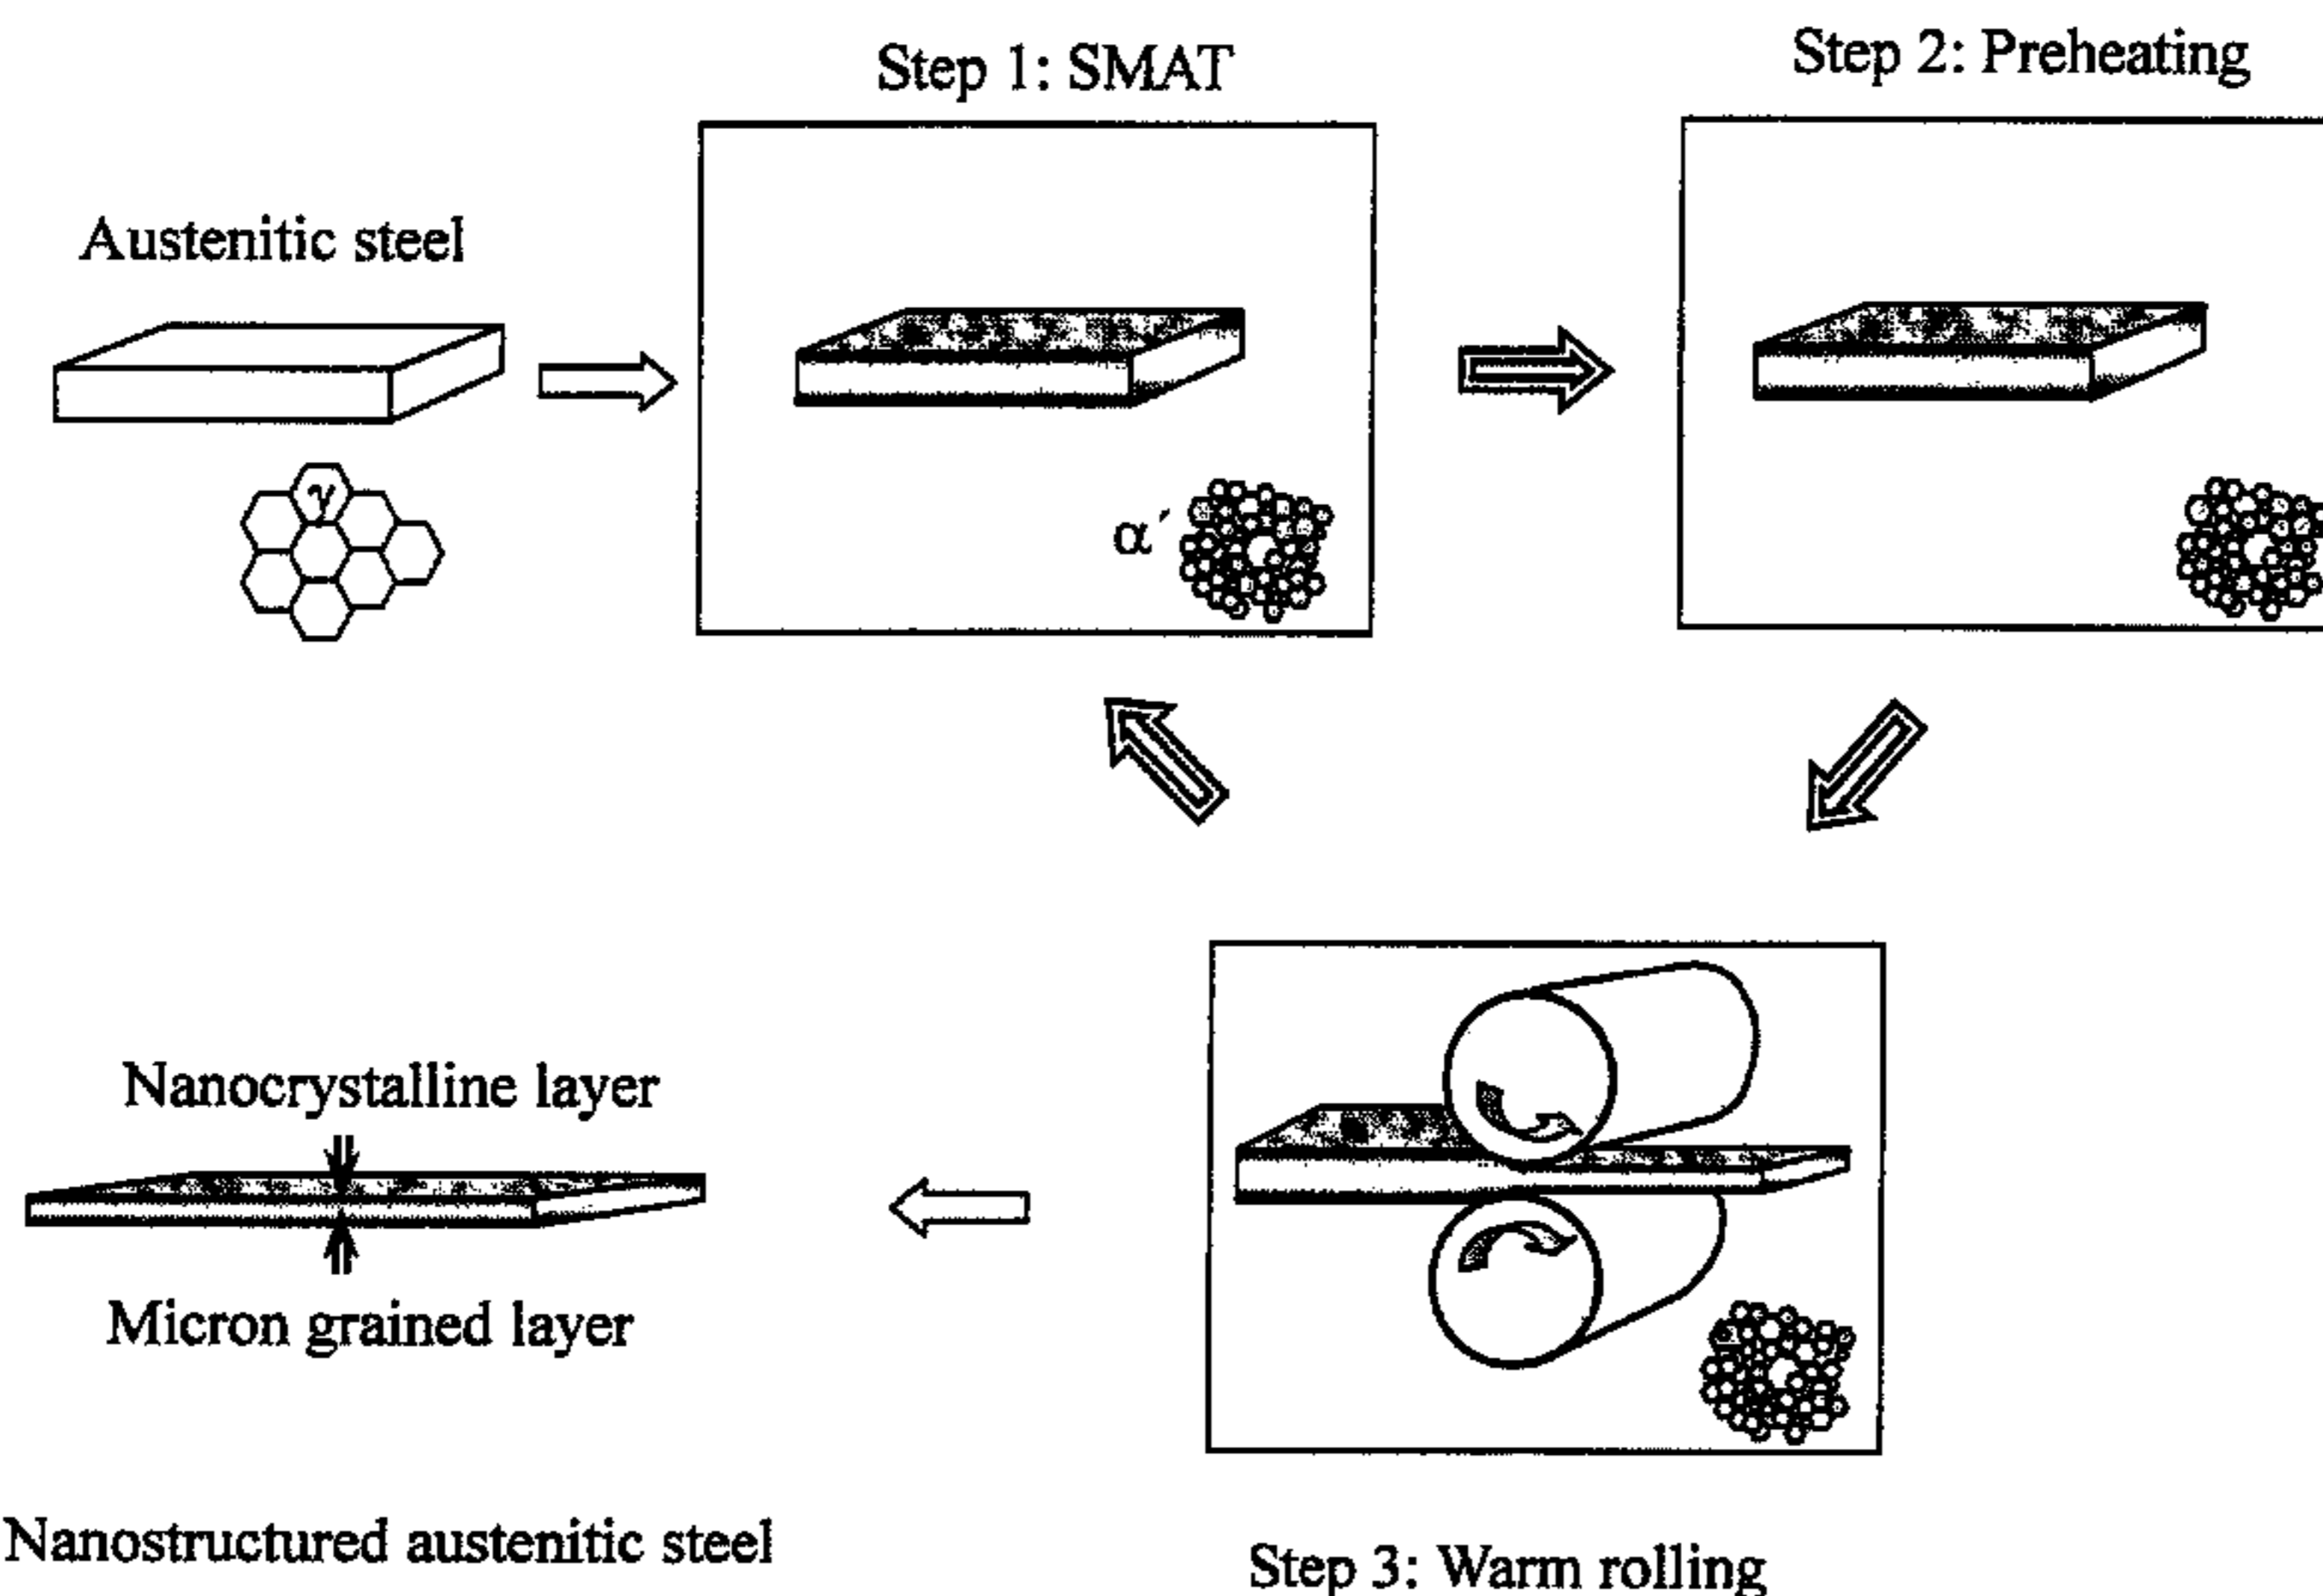 Step 1: SMAT
Step 2: Preheating
Austenitic steel
γ
α´
Nanocrystalline layer
Micron grained layer
Nanostructured austenitic steel
Step 3: Warm rolling